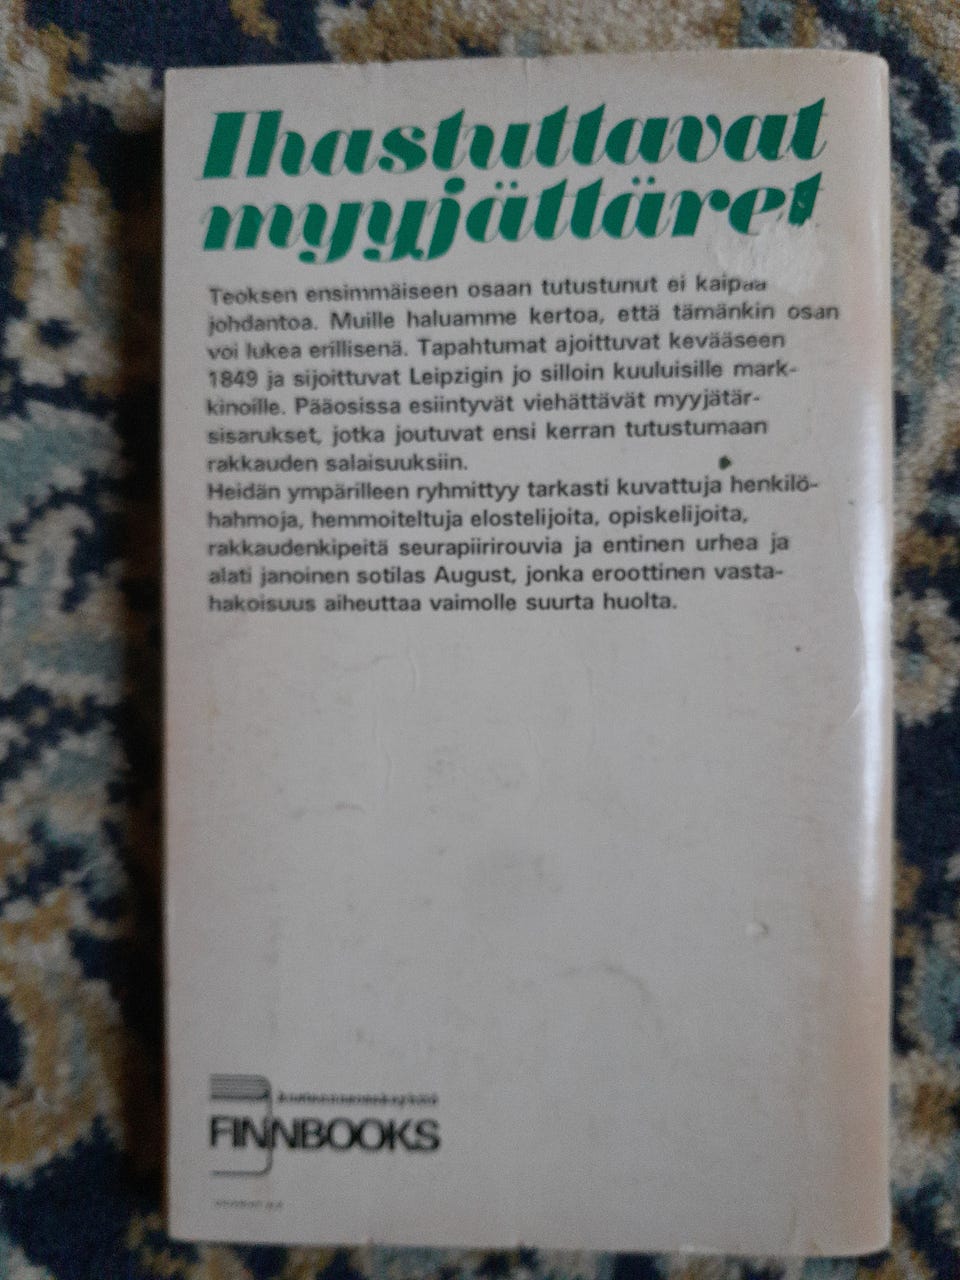 Ihastuttavat
myyjättäret
Teoksen ensimmäiseen osaan tutustunut ei kaipaa
johdantoa. Muille haluamme kertoa, että tämänkin osan
voi lukea erillisenä. Tapahtumat ajoittuvat kevääseen
1849 ja sijoittuvat Leipzigin jo silloin kuuluisille mark-
kinoille. Pääosissa esiintyvät viehättävät myyjätär-
sisarukset, jotka joutuvat ensi kerran tutustumaan
rakkauden salaisuuksiin.
Heidän ympärilleen ryhmittyy tarkasti kuvattuja henkilö-
hahmoja, hemmoiteltuja elostelijoita, opiskelijoita,
rakkaudenkipeitä seurapiirirouvia ja entinen urhea ja
alati janoinen sotilas August, jonka eroottinen vasta-
hakoisuus aiheuttaa vaimolle suurta huolta.
FINNBOOKS